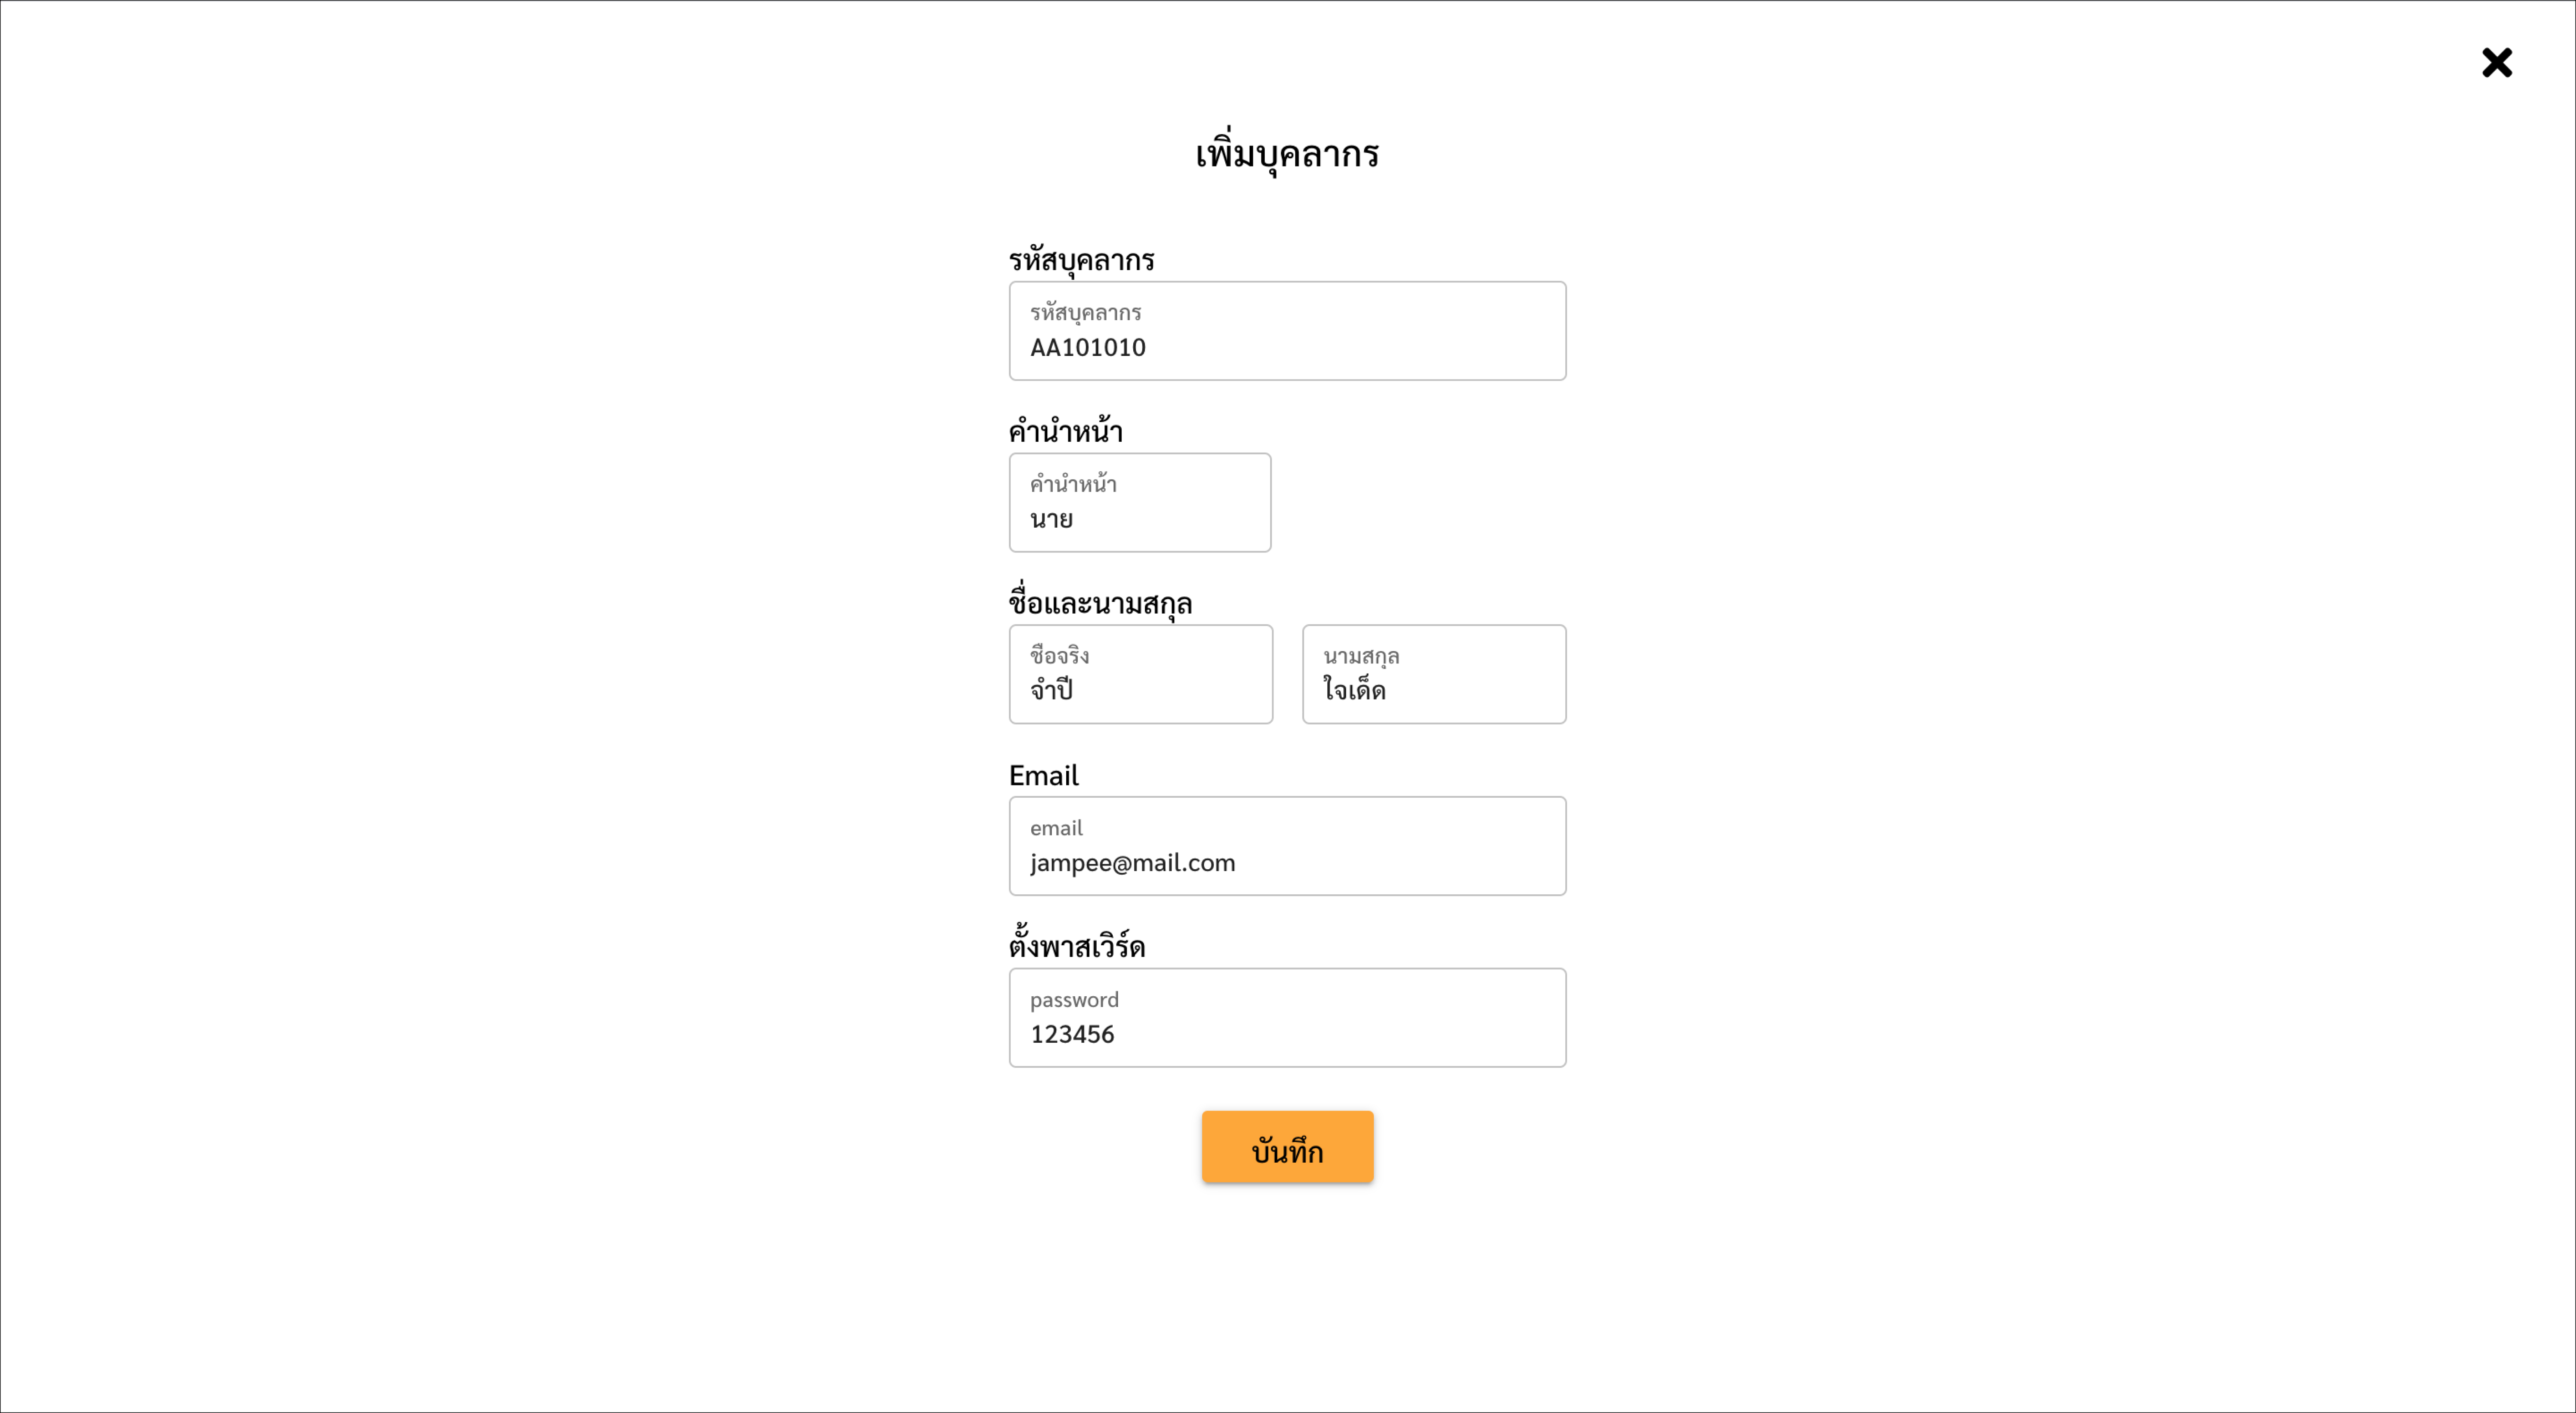 เพิ่มบุคลากร
รหัสบุคลากร
รหัสบุคลากร
AA101010
คำนำหน้า
คำนำหน้า
นาย
ชื่อและนามสกุล
ชือจริง
จำปี
นามสกุล
ใจเด็ด
Email
email
jampee@mail.com
ตั้งพาสเวิร์ด
password
123456
บันทึก